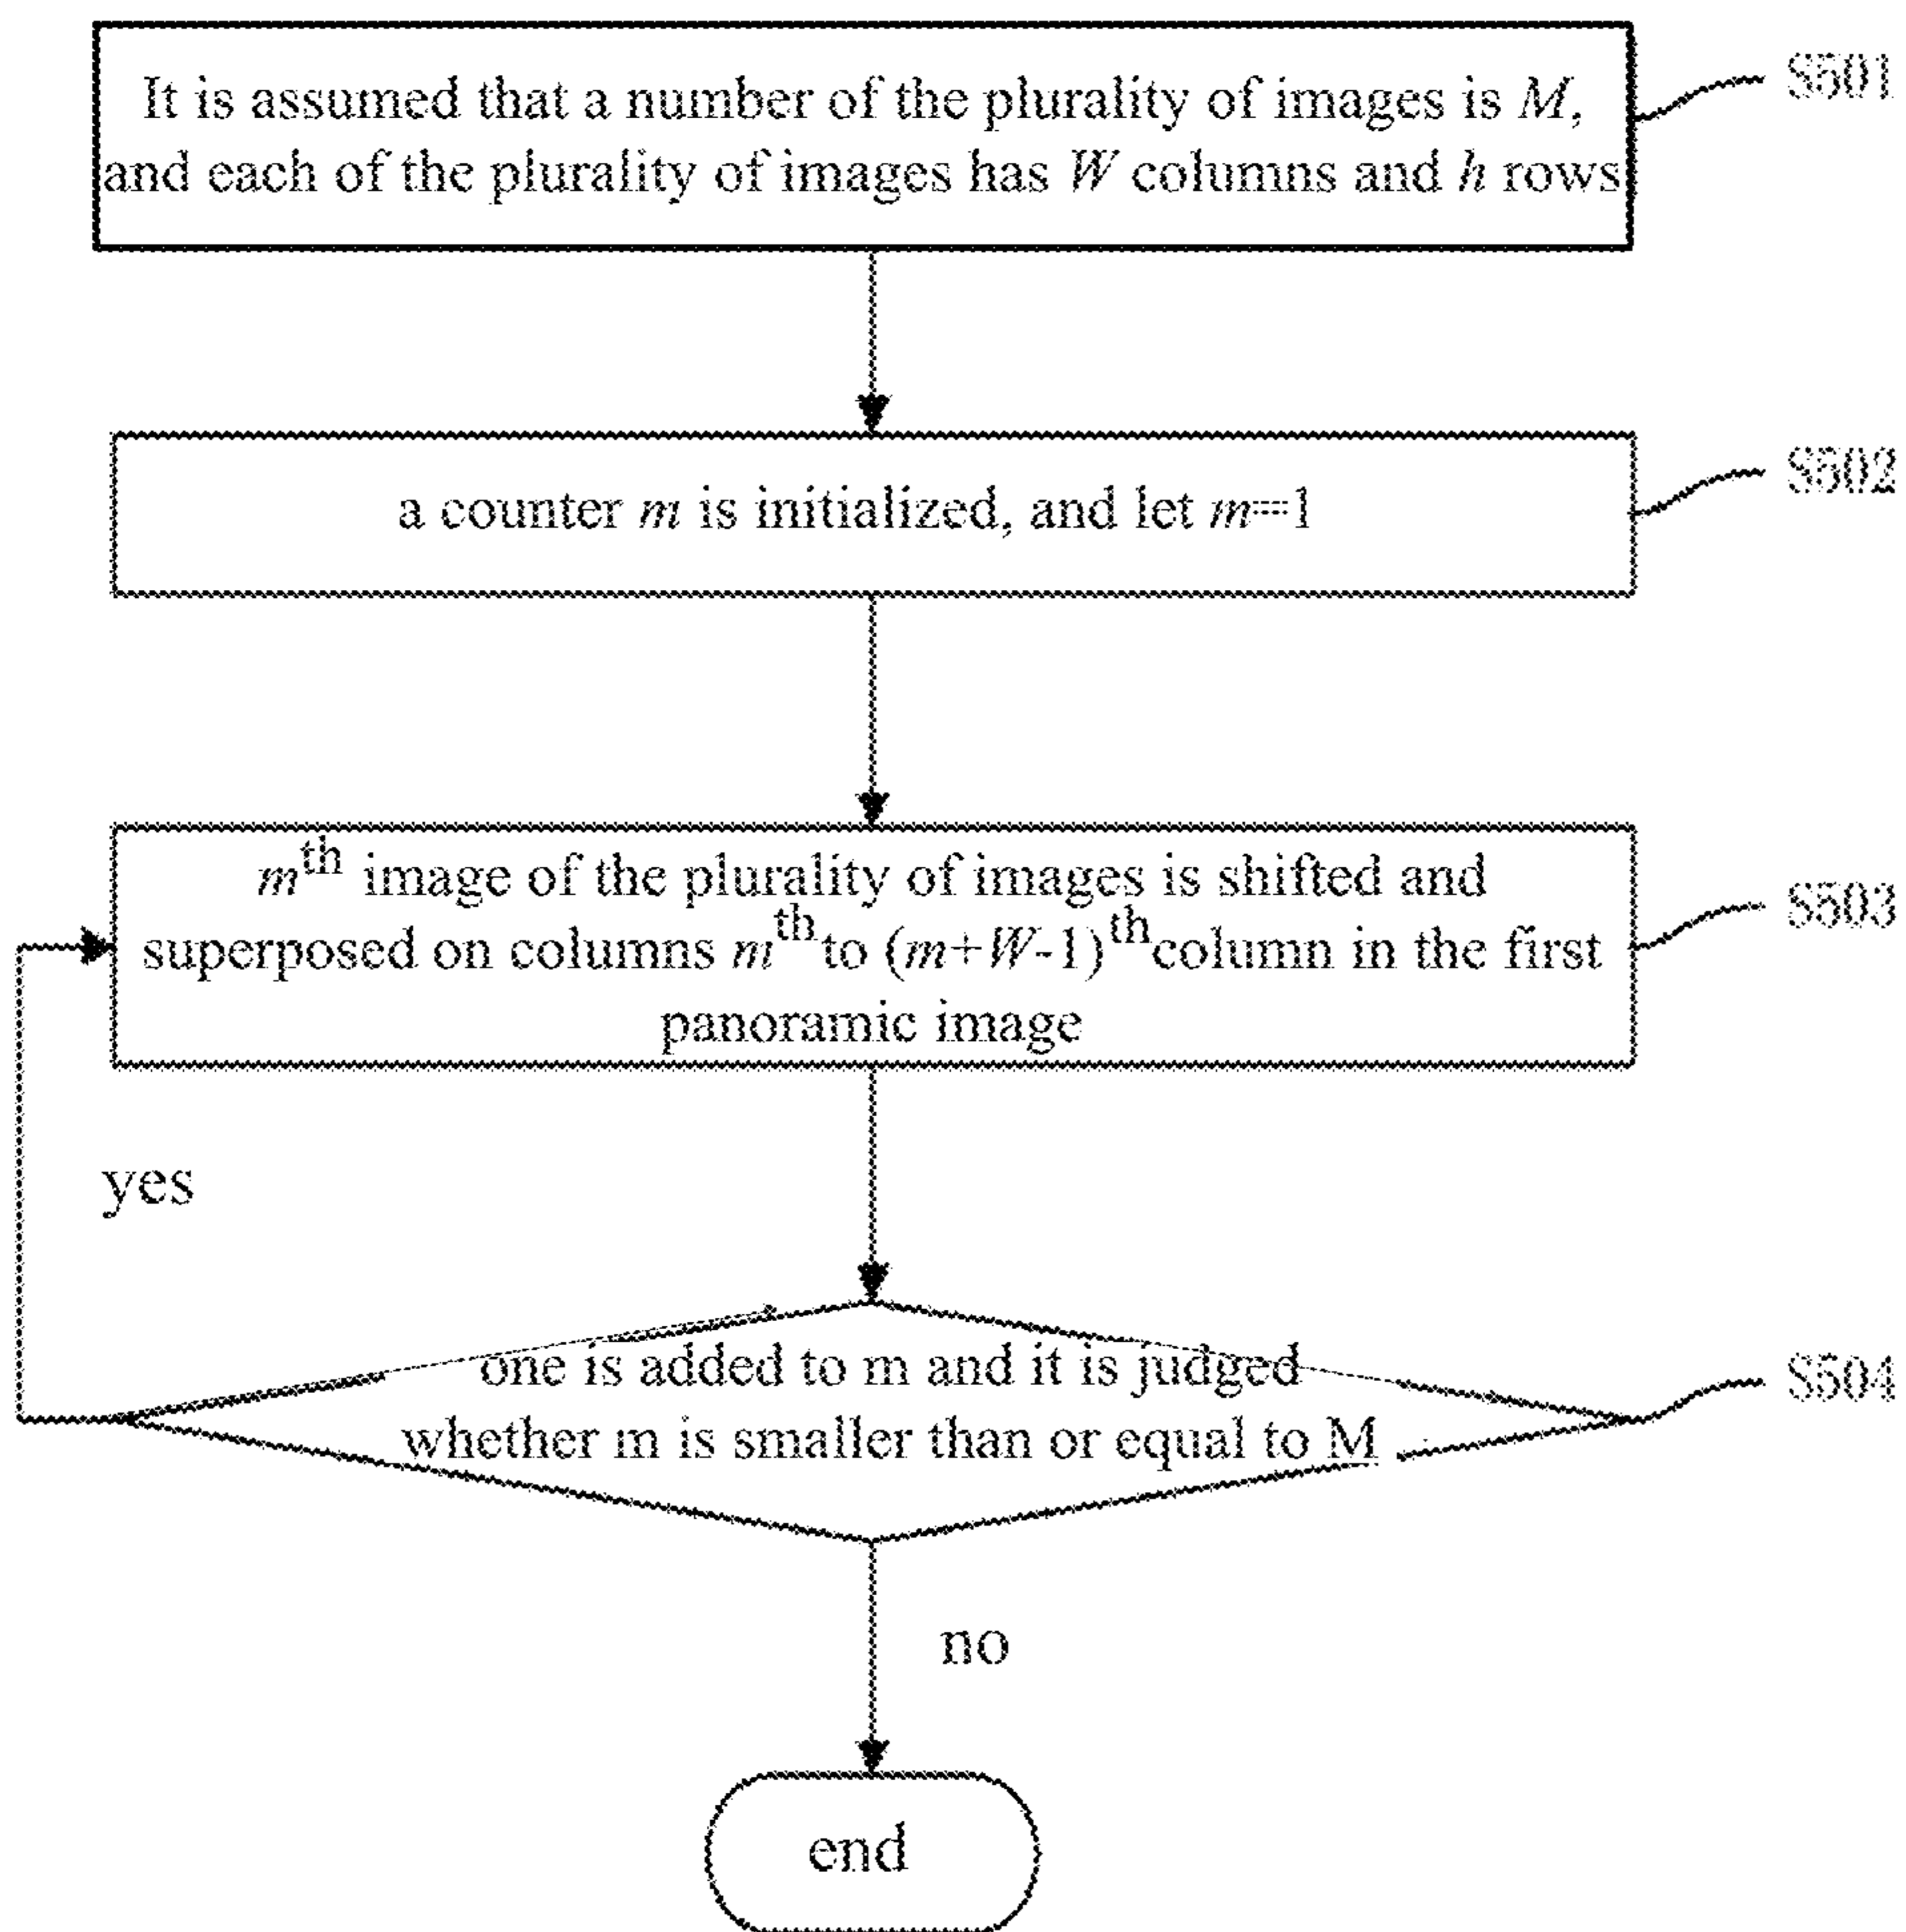 It is assumed that a number of the plurality of images is M,
and each of the plurality of images has W columns and h rows
S501
a counter m is initialized, and let m=1
S502
mth image of the plurality of images is shifted and
superposed on columns mth to (m+W-1)th column in the first
panoramic image
S503
yes
one is added to m and it is judged
whether m is smaller than or equal to M
S504
no
end